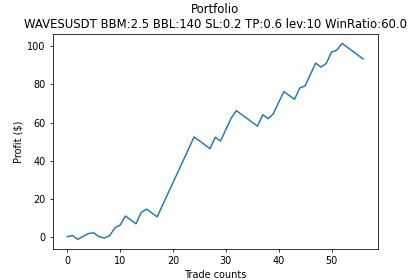 Portfolio
WAVESUSDT BBM:2.5 BBL:140 SL:0.2 TP:0.6 lev:10 WinRatio:60.0
100
80
60
40
20
0
Profit ($)
0 10 20 30 40 50
Trade counts